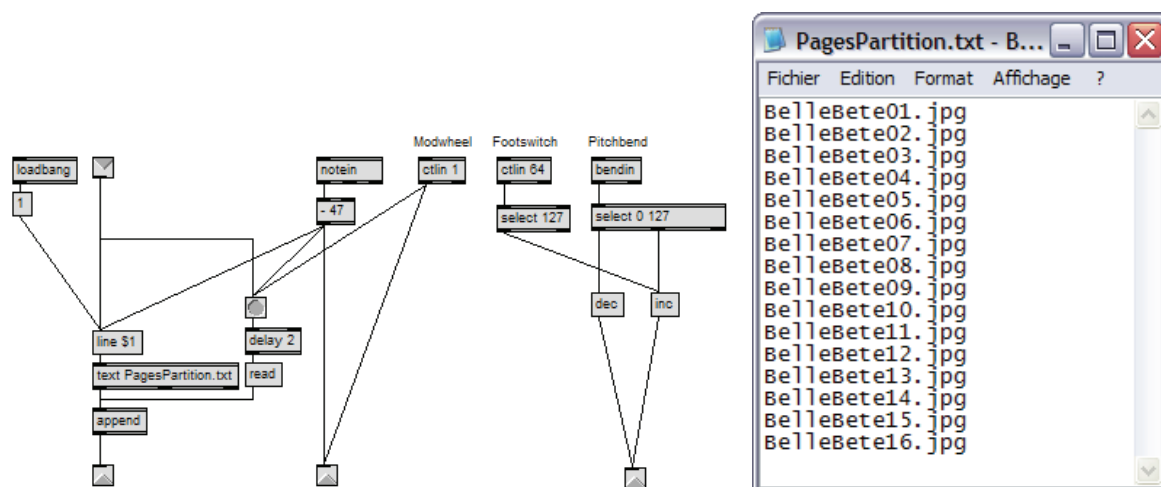 Modwheel Footswitch Pitchbend
loadbang notein ctlin 1 ctlin 64 bendin
1 - 47 select 127 select 0 127
dec inc
line $1 delay 2
text PagesPartition.txt read
append
PagesPartition.txt - B...
Fichier Edition Format Affichage ?
BelleBete01.jpg
BelleBete02.jpg
BelleBete03.jpg
BelleBete04.jpg
BelleBete05.jpg
BelleBete06.jpg
BelleBete07.jpg
BelleBete08.jpg
BelleBete09.jpg
BelleBete10.jpg
BelleBete11.jpg
BelleBete12.jpg
BelleBete13.jpg
BelleBete14.jpg
BelleBete15.jpg
BelleBete16.jpg